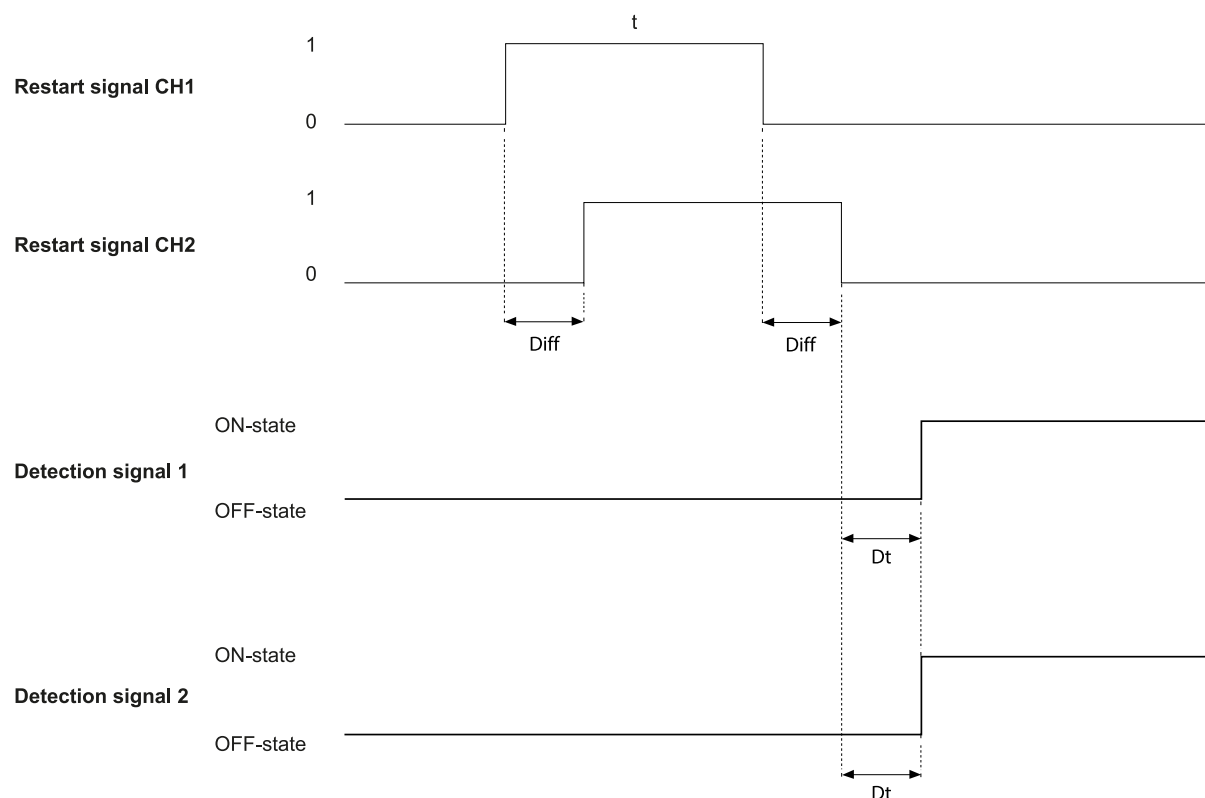 t
1
Restart signal CH1
0
1
Restart signal CH2
0
Diff
Diff
ON-state
Detection signal 1
OFF-state
Dt
ON-state
Detection signal 2
OFF-state
Dt